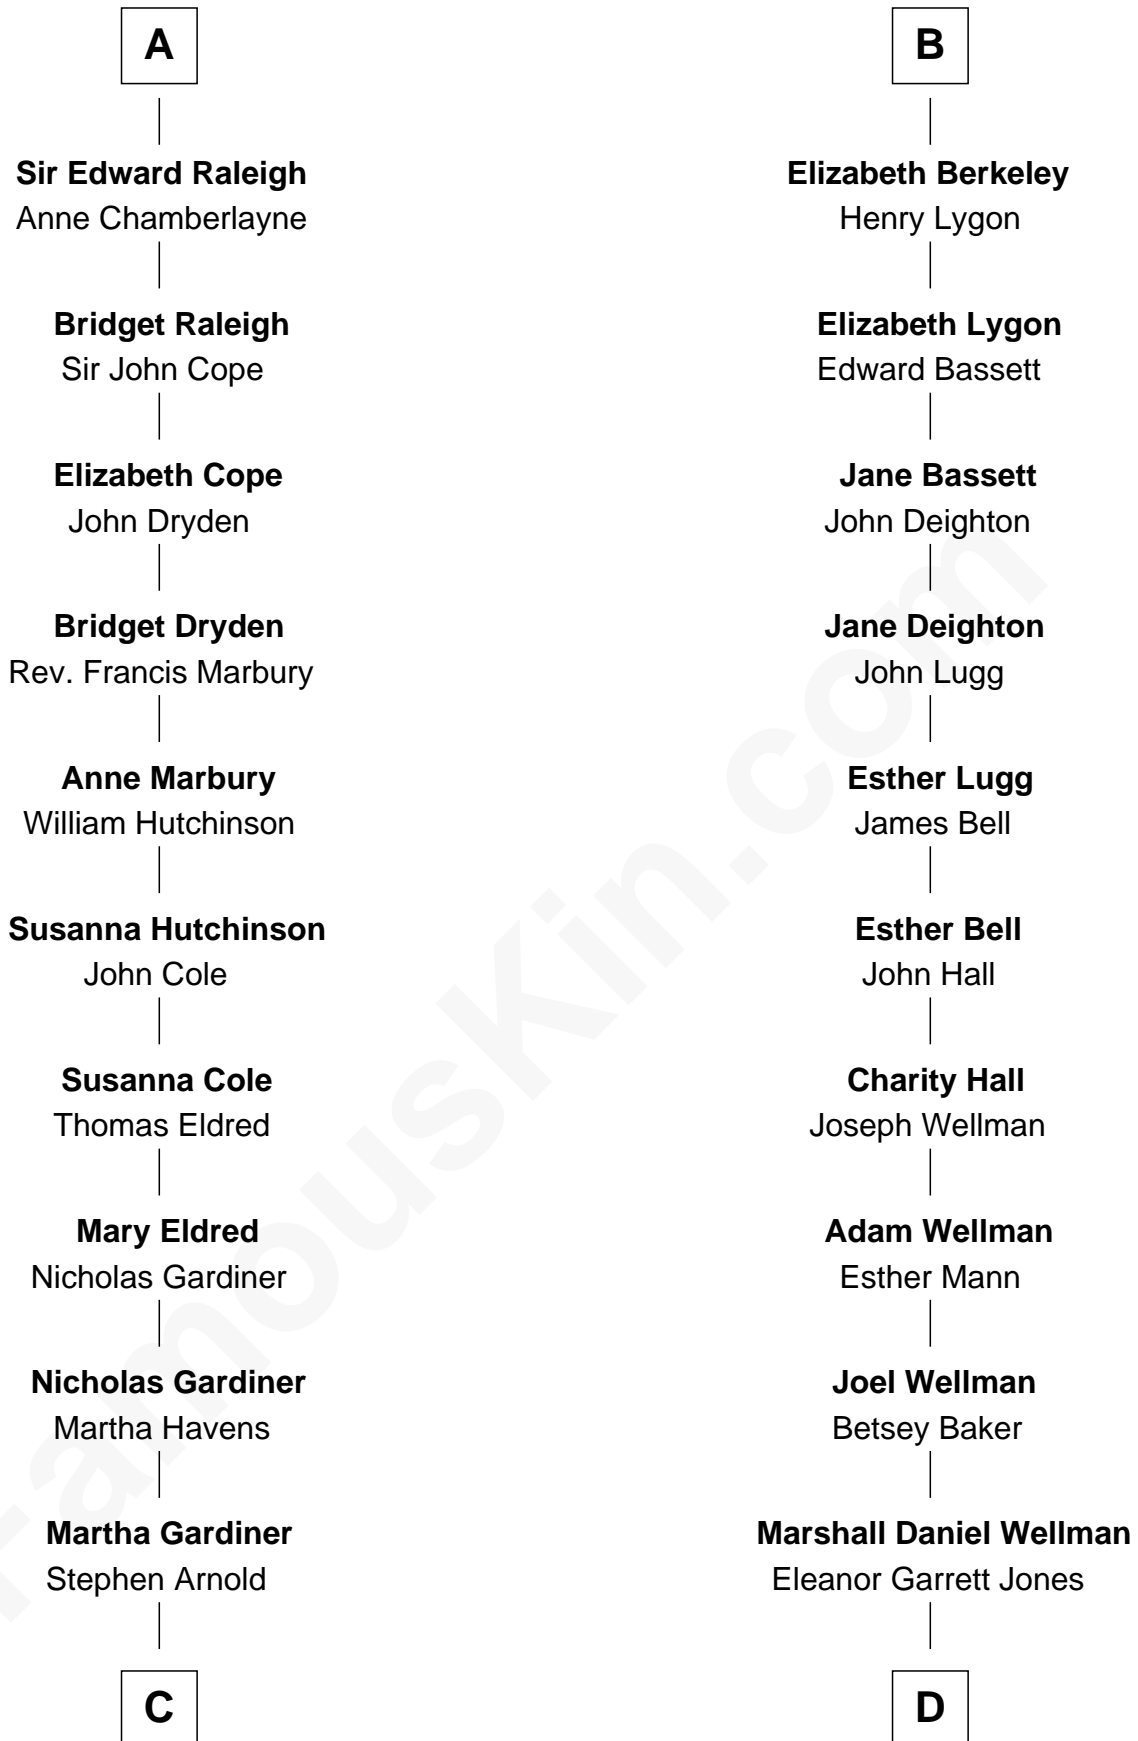 A
Sir Edward Raleigh
Anne Chamberlayne
Bridget Raleigh
Sir John Cope
Elizabeth Cope
John Dryden
Bridget Dryden
Rev. Francis Marbury
Anne Marbury
William Hutchinson
Susanna Hutchinson
John Cole
Susanna Cole
Thomas Eldred
Mary Eldred
Nicholas Gardiner
Nicholas Gardiner
Martha Havens
Martha Gardiner
Stephen Arnold
C
B
Elizabeth Berkeley
Henry Lygon
Elizabeth Lygon
Edward Bassett
Jane Bassett
John Deighton
Jane Deighton
John Lugg
Esther Lugg
James Bell
Esther Bell
John Hall
Charity Hall
Joseph Wellman
Adam Wellman
Esther Mann
Joel Wellman
Betsey Baker
Marshall Daniel Wellman
Eleanor Garrett Jones
D
FamousKin.com